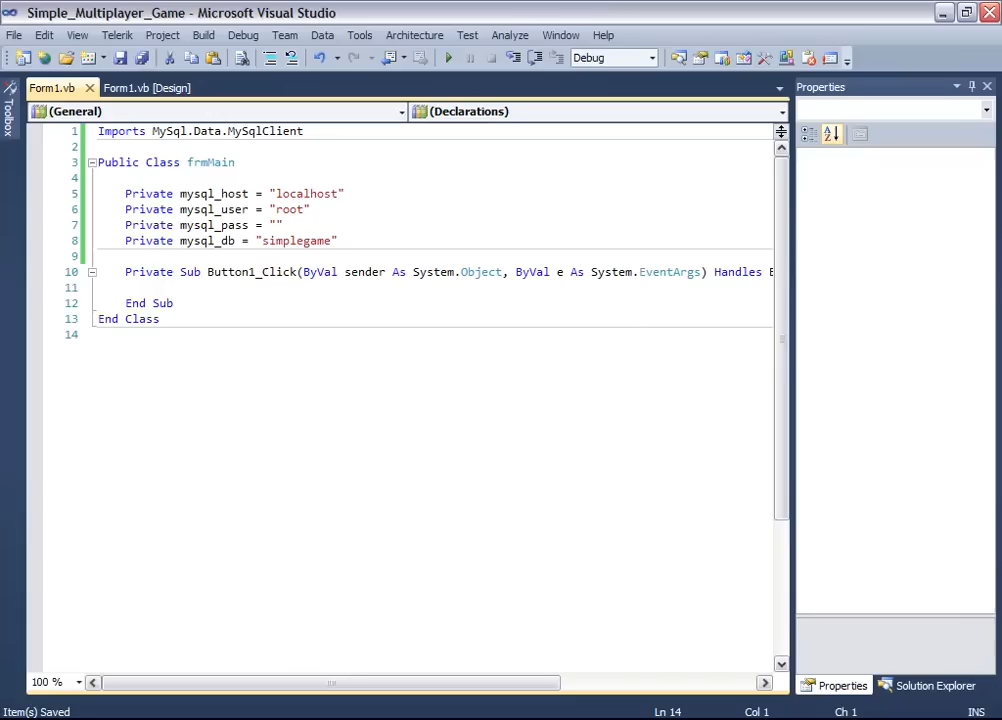 Simple_Multiplayer_Game - Microsoft Visual Studio
File Edit View Telerik Project Build Debug Team Data Tools Architecture Test Analyze Window Help
Debug
Toolbox
Form1.vb Form1.vb [Design]
(General) (Declarations)
1 Imports MySql.Data.MySqlClient
2
3 Public Class frmMain
4
5 Private mysql_host = "localhost"
6 Private mysql_user = "root"
7 Private mysql_pass = ""
8 Private mysql_db = "simplegame"
9
10 Private Sub Button1_Click(ByVal sender As System.Object, ByVal e As System.EventArgs) Handles
11
12 End Sub
13 End Class
14
100 %
Properties
Properties Solution Explorer
Item(s) Saved Ln 14 Col 1 Ch 1 INS